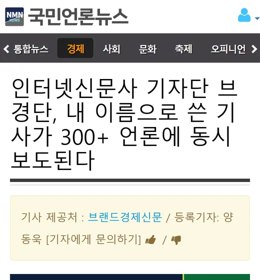 NMN 국민언론뉴스
통합뉴스 경제 사회 문화 축제 오피니언
인터넷신문사 기자단 브
경단, 내 이름으로 쓴 기
사가 300+ 언론에 동시
보도된다
기사 제공처 : 브랜드경제신문 / 등록기자: 양
동욱 [기자에게 문의하기] /